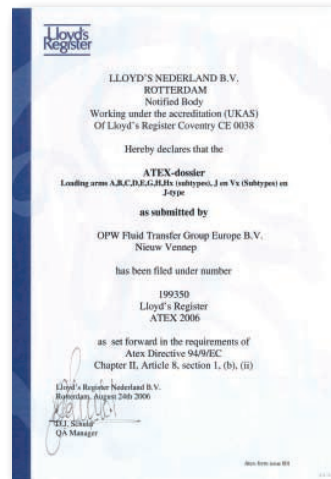 Lloyd's
Register
LLOYD'S NEDERLAND B.V.
ROTTERDAM
Notified Body
Working under the accreditation (UKAS)
Of Lloyd's Register Coventry CE 0038
Hereby declares that the
ATEX-dossier
Loading arms A,B,C,D,E,G,H,Hx (subtypes), J en Vx (Subtypes) en
J-type
as submitted by
OPW Fluid Transfer Group Europe B.V.
Nieuw Vennep
has been filed under number
199350
Lloyd's Register
ATEX 2006
as set forward in the requirements of
Atex Directive 94/9/EC
Chapter II, Article 8, section 1, (b), (ii)
Lloyd's Register Nederland B.V.
Rotterdam, August 24th 2006
D.J.
QA Manager
Atex form issue